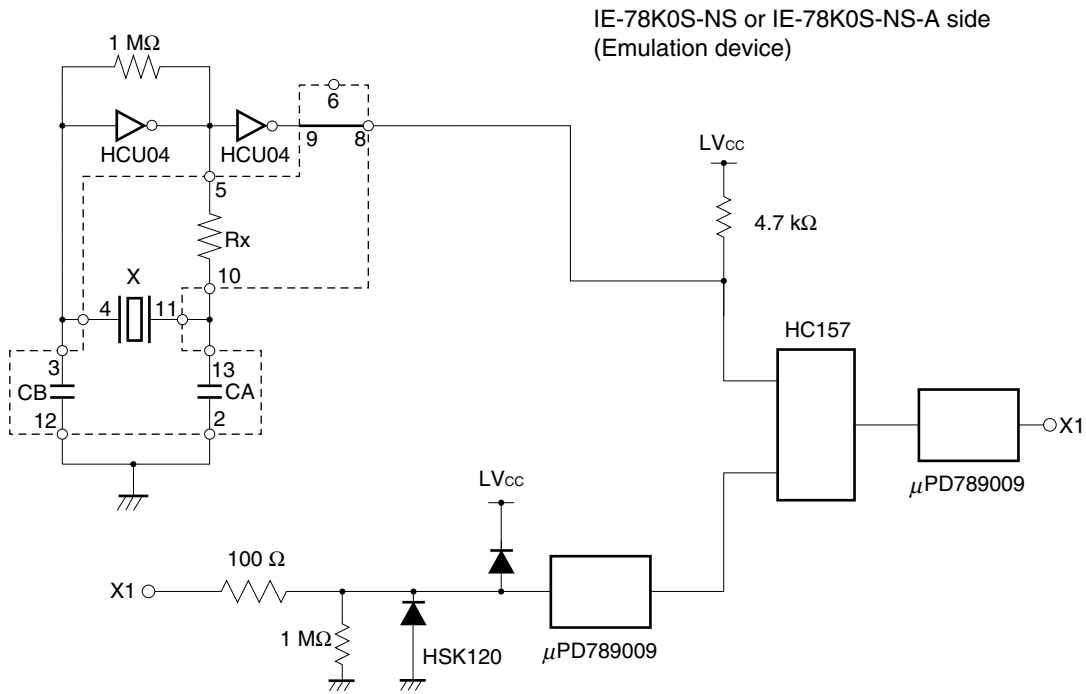 IE-78K0S-NS or IE-78K0S-NS-A side
(Emulation device)
1 MΩ
6
9
8
HCU04
HCU04
LVCC
5
4.7 kΩ
Rx
X
10
4
11
HC157
3
13
CB
CA
12
2
X1
µPD789009
LVCC
100 Ω
X1
1 MΩ
HSK120
µPD789009